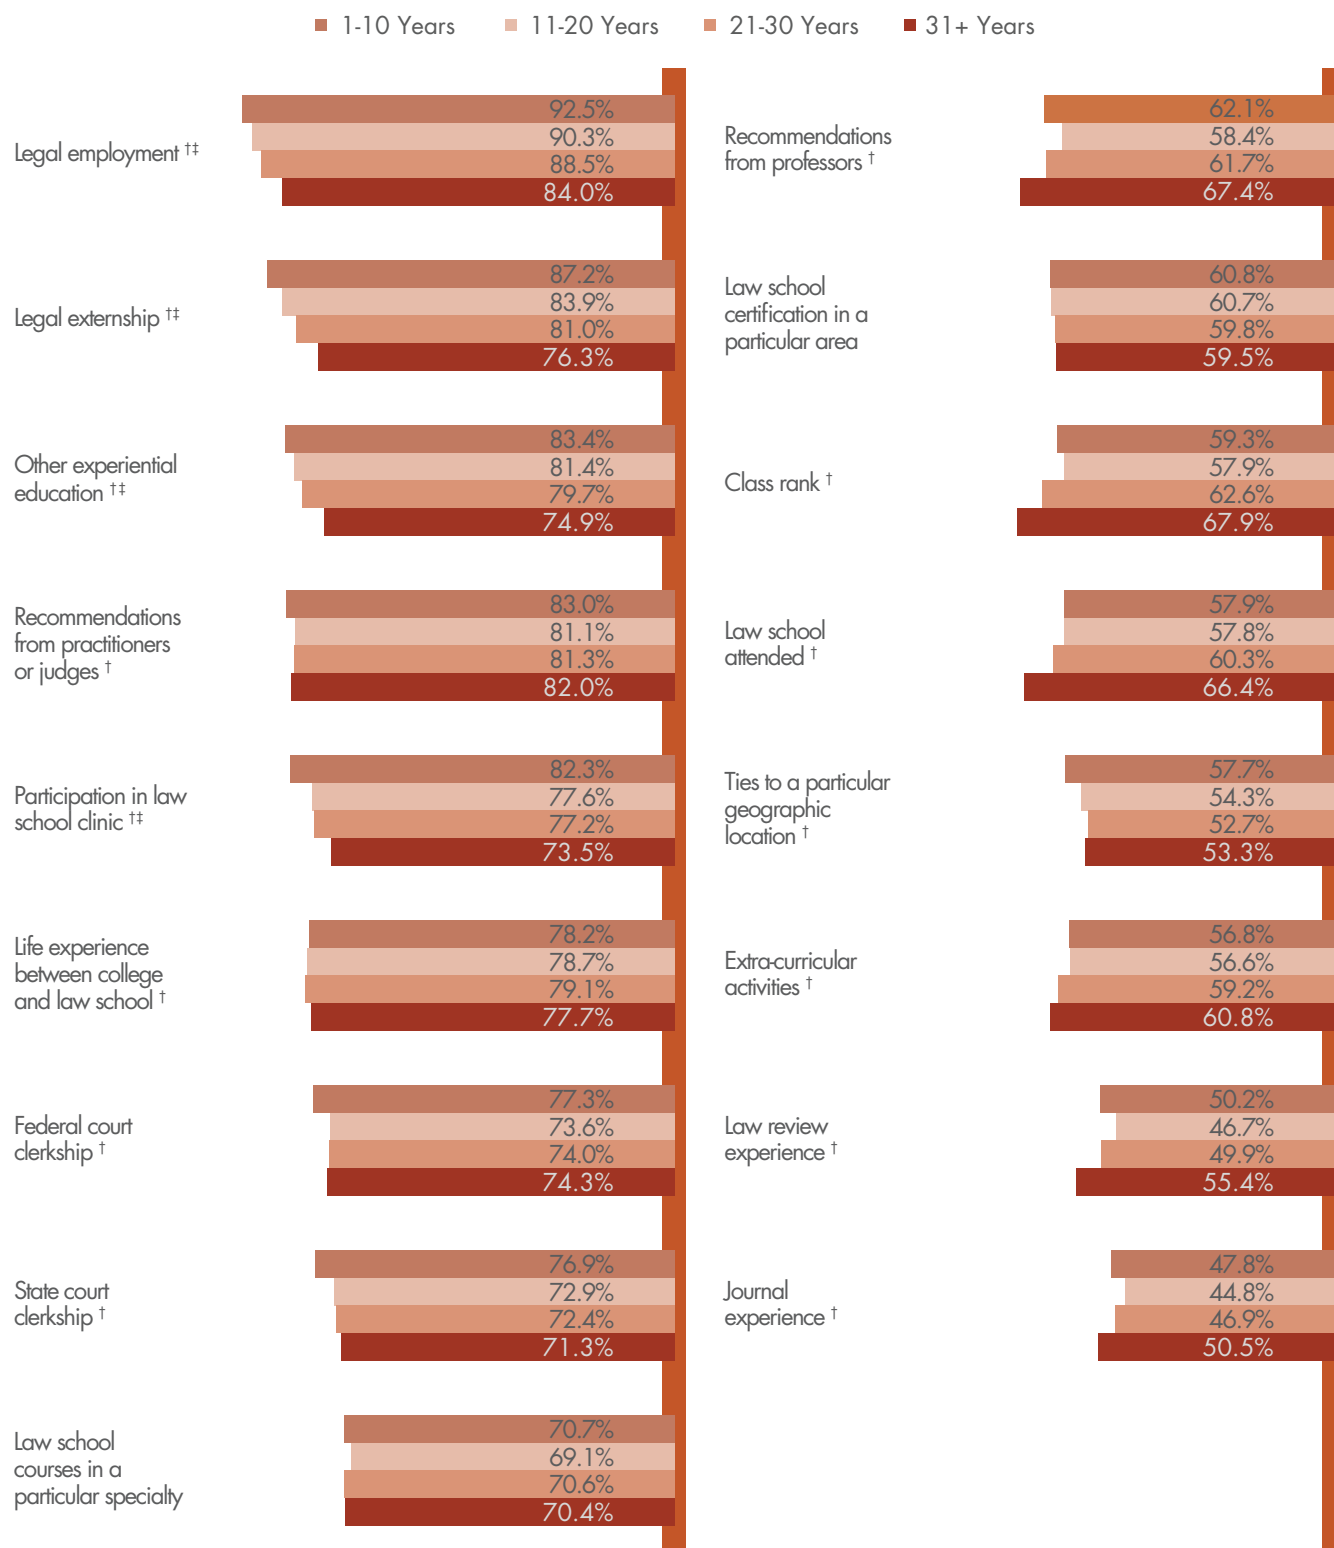 1-10 Years 11-20 Years 21-30 Years 31+ Years
Legal employment †‡
92.5%
90.3%
88.5%
84.0%
Legal externship †‡
87.2%
83.9%
81.0%
76.3%
Other experiential
education †‡
83.4%
81.4%
79.7%
74.9%
Recommendations
from practitioners
or judges †
83.0%
81.1%
81.3%
82.0%
Participation in law
school clinic †‡
82.3%
77.6%
77.2%
73.5%
Life experience
between college
and law school †
78.2%
78.7%
79.1%
77.7%
Federal court
clerkship †
77.3%
73.6%
74.0%
74.3%
State court
clerkship †
76.9%
72.9%
72.4%
71.3%
Law school
courses in a
particular specialty
70.7%
69.1%
70.6%
70.4%
Recommendations
from professors †
62.1%
58.4%
61.7%
67.4%
Law school
certification in a
particular area
60.8%
60.7%
59.8%
59.5%
Class rank †
59.3%
57.9%
62.6%
67.9%
Law school
attended †
57.9%
57.8%
60.3%
66.4%
Ties to a particular
geographic
location †
57.7%
54.3%
52.7%
53.3%
Extra-curricular
activities †
56.8%
56.6%
59.2%
60.8%
Law review
experience †
50.2%
46.7%
49.9%
55.4%
Journal
experience †
47.8%
44.8%
46.9%
50.5%